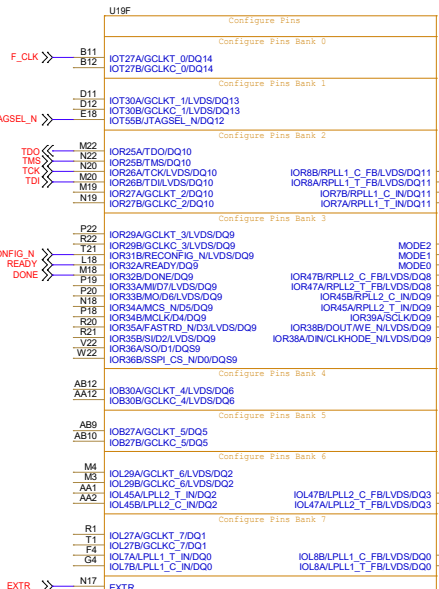 U19F
Configure Pins
Configure Pins Bank 0
F_CLK B11 IOT27A/GCLKT_0/DQ14
B12 IOT27B/GCLKC_0/DQ14
Configure Pins Bank 1
D11 IOT30A/GCLKT_1/LVDS/DQ13
D12 IOT30B/GCLKC_1/LVDS/DQ13
AGSEL_N E18 IOT55B/JTAGSEL_N/DQ12
Configure Pins Bank 2
TDO M22 IOR25A/TDO/DQ10
TMS N22 IOR25B/TMS/DQ10
TCK N20 IOR26A/TCK/LVDS/DQ10 IOR8B/RPLL1_C_FB/LVDS/DQ11
TDI M20 IOR26B/TDI/LVDS/DQ10 IOR8A/RPLL1_T_FB/LVDS/DQ11
M19 IOR27A/GCLKT_2/DQ10 IOR7B/RPLL1_C_IN/DQ11
N19 IOR27B/GCLKC_2/DQ10 IOR7A/RPLL1_T_IN/DQ11
Configure Pins Bank 3
P22 IOR29A/GCLKT_3/LVDS/DQ9
R22 IOR29B/GCLKC_3/LVDS/DQ9 MODE2
ONFIG_N T21 IOR31B/RECONFIG_N/LVDS/DQ9 MODE1
READY L18 IOR32A/READY/DQ9 MODE0
DONE M18 IOR32B/DONE/DQ9 IOR47B/RPLL2_C_FB/LVDS/DQ8
P19 IOR33A/MI/D7/LVDS/DQ9 IOR47A/RPLL2_T_FB/LVDS/DQ8
P20 IOR33B/MO/D6/LVDS/DQ9 IOR45B/RPLL2_C_IN/DQ9
N18 IOR34A/MCS_N/D5/DQ9 IOR45A/RPLL2_T_IN/DQ9
P18 IOR34B/MCLK/D4/DQ9 IOR39A/SCLK/DQ9
R20 IOR35A/FASTRD_N/D3/LVDS/DQ9 IOR38B/DOUT/WE_N/LVDS/DQ9
R21 IOR35B/SI/D2/LVDS/DQ9 IOR38A/DIN/CLKHODE_N/LVDS/DQ9
V22 IOR36A/SO/D1/DQS9
W22 IOR36B/SSPI_CS_N/D0/DQS9
Configure Pins Bank 4
AB12 IOB30A/GCLKT_4/LVDS/DQ6
AA12 IOB30B/GCLKC_4/LVDS/DQ6
Configure Pins Bank 5
AB9 IOB27A/GCLKT_5/DQ5
AB10 IOB27B/GCLKC_5/DQ5
Configure Pins Bank 6
M4 IOL29A/GCLKT_6/LVDS/DQ2
M3 IOL29B/GCLKC_6/LVDS/DQ2
AA1 IOL45A/LPLL2_T_IN/DQ2 IOL47B/LPLL2_C_FB/LVDS/DQ3
AA2 IOL45B/LPLL2_C_IN/DQ2 IOL47A/LPLL2_T_FB/LVDS/DQ3
Configure Pins Bank 7
R1 IOL27A/GCLKT_7/DQ1
T1 IOL27B/GCLKC_7/DQ1
F4 IOL7A/LPLL1_T_IN/DQ0 IOL8B/LPLL1_C_FB/LVDS/DQ0
G4 IOL7B/LPLL1_C_IN/DQ0 IOL8A/LPLL1_T_FB/LVDS/DQ0
EXTR N17 EXTR